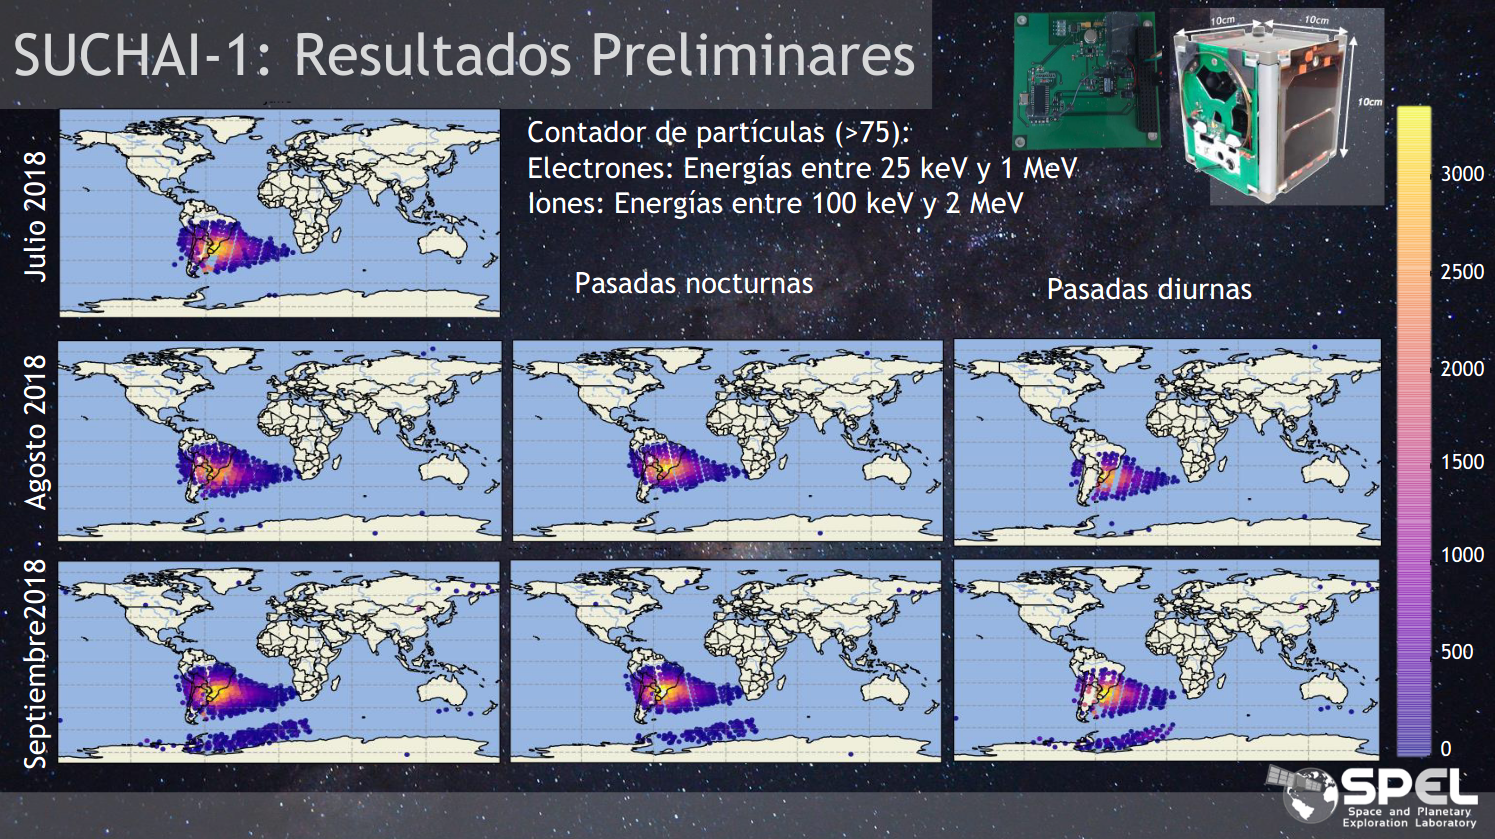 SUCHAI-1: Resultados Preliminares
10cm
10cm
10cm
Contador de partículas (>75):
Electrones: Energías entre 25 keV y 1 MeV
Iones: Energías entre 100 keV y 2 MeV
Julio 2018
Pasadas nocturnas
Pasadas diurnas
Agosto 2018
Septiembre2018
3000
2500
2000
1500
1000
500
0
SPEL
Space and Planetary
Exploration Laboratory